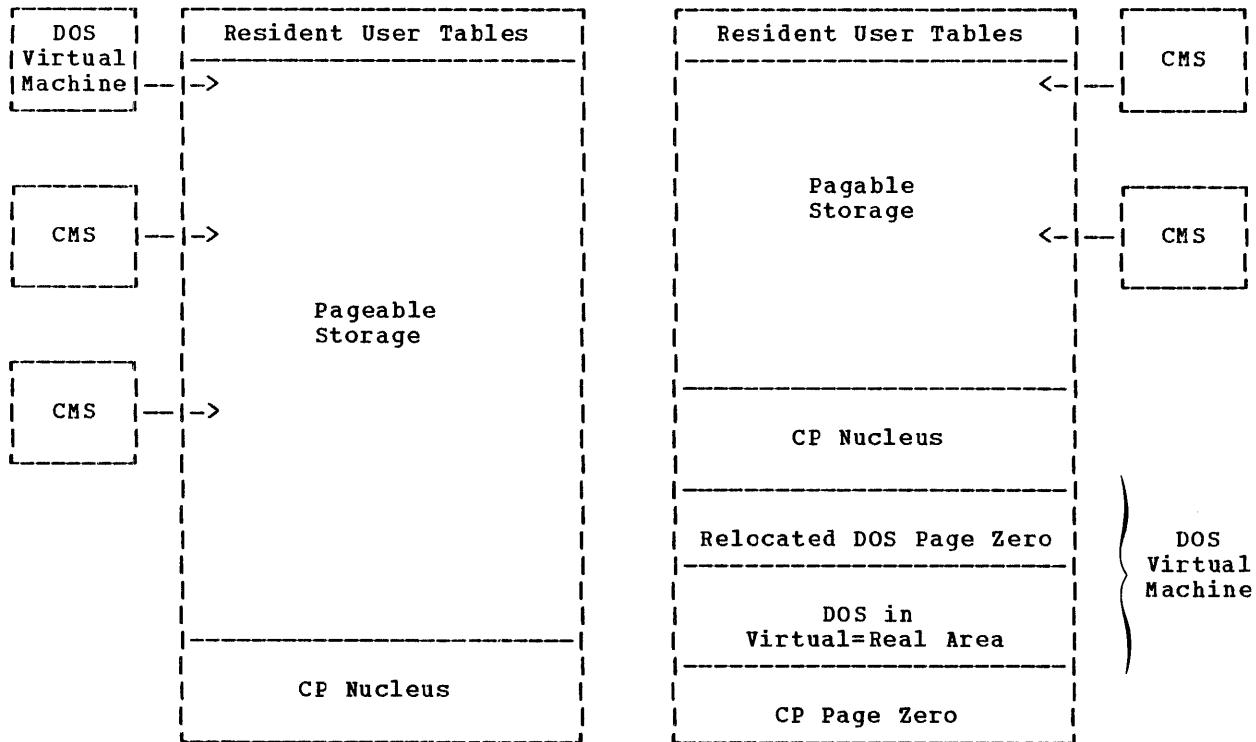 DOS
Virtual
Machine
CMS
CMS
Resident User Tables
Pageable
Storage
CP Nucleus
Resident User Tables
Pagable
Storage
CP Nucleus
Relocated DOS Page Zero
DOS in
Virtual=Real Area
CP Page Zero
CMS
CMS
DOS
Virtual
Machine